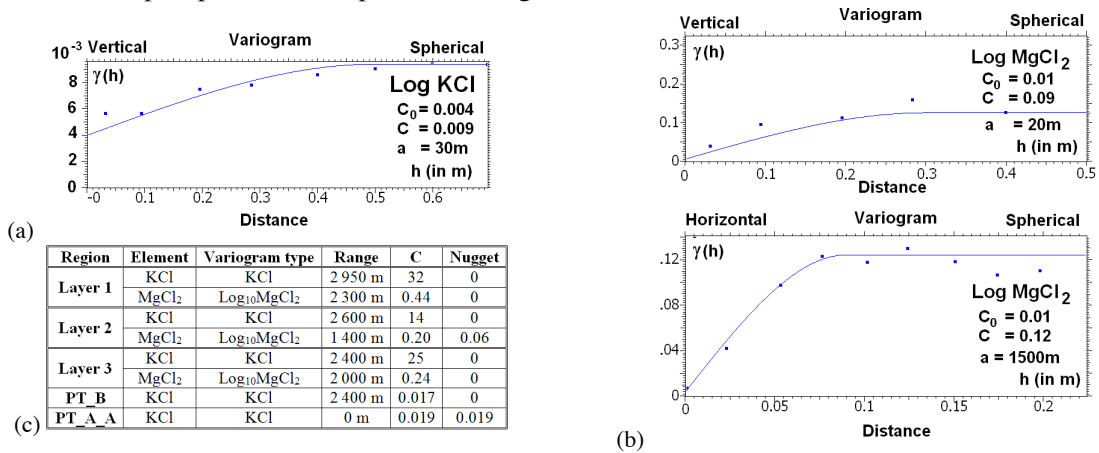 Vertical Variogram Spherical
10⁻³
γ(h)
8
6
4
2
0
Log KCl
C₀ = 0.004
C = 0.009
a = 30m
h (in m)
-0 0.1 0.2 0.3 0.4 0.5 0.6
Distance
(a)
Region Element Variogram type Range C Nugget
Layer 1 KCl KCl 2 950 m 32 0
MgCl₂ Log₁₀MgCl₂ 2 300 m 0.44 0
Layer 2 KCl KCl 2 600 m 14 0
MgCl₂ Log₁₀MgCl₂ 1 400 m 0.20 0.06
Layer 3 KCl KCl 2 400 m 25 0
MgCl₂ Log₁₀MgCl₂ 2 000 m 0.24 0
PT_B KCl KCl 2 400 m 0.017 0
PT_A_A KCl KCl 0 m 0.019 0.019
(c)
Vertical Variogram Spherical
γ(h)
0.3
0.2
0.1
0
Log MgCl₂
C₀ = 0.01
C = 0.09
a = 20m
h (in m)
0 0.1 0.2 0.3 0.4 0.5
Distance
Horizontal Variogram Spherical
γ(h)
.12
.08
.04
0
Log MgCl₂
C₀ = 0.01
C = 0.12
a = 1500m
h (in m)
0 0.05 0.1 0.15 0.2
Distance
(b)